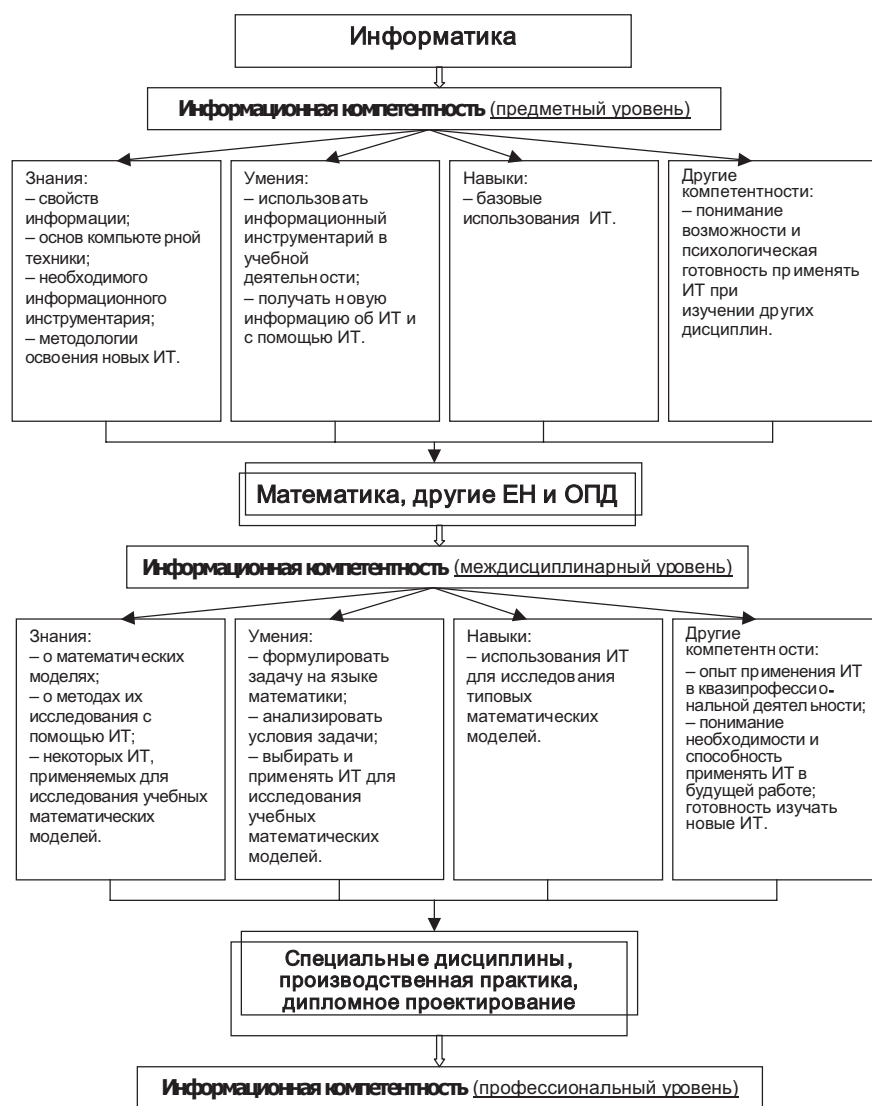 Информатика
Информационная компетентность (предметный уровень)
Знания:
– свойств
информации;
– основ компьютерной
техники;
– необходимого
информационного
инструментария;
– методологии
освоения новых ИТ.
Умения:
– использовать
информационный
инструментарий в
учебной
деятельности;
– получать новую
информацию об ИТ и
с помощью ИТ.
Навыки:
– базовые
использования ИТ.
Другие
компетентности:
– понимание
возможности и
психологическая
готовность применять
ИТ при
изучении других
дисциплин.
Математика, другие ЕН и ОПД
Информационная компетентность (междисциплинарный уровень)
Знания:
– о математических
моделях;
– о методах их
исследования с
помощью ИТ;
– некоторых ИТ,
применяемых для
исследования учебных
математических
моделей.
Умения:
– формулировать
задачу на языке
математики;
– анализировать
условия задачи;
– выбирать и
применять ИТ для
исследования
учебных
математических
моделей.
Навыки:
– использования ИТ
для исследования
типовых
математических
моделей.
Другие
компетентности:
– опыт применения ИТ
в квазипрофессио-
нальной деятельности;
– понимание
необходимости и
способность
применять ИТ в
будущей работе;
готовность изучать
новые ИТ.
Специальные дисциплины,
производственная практика,
дипломное проектирование
Информационная компетентность (профессиональный уровень)